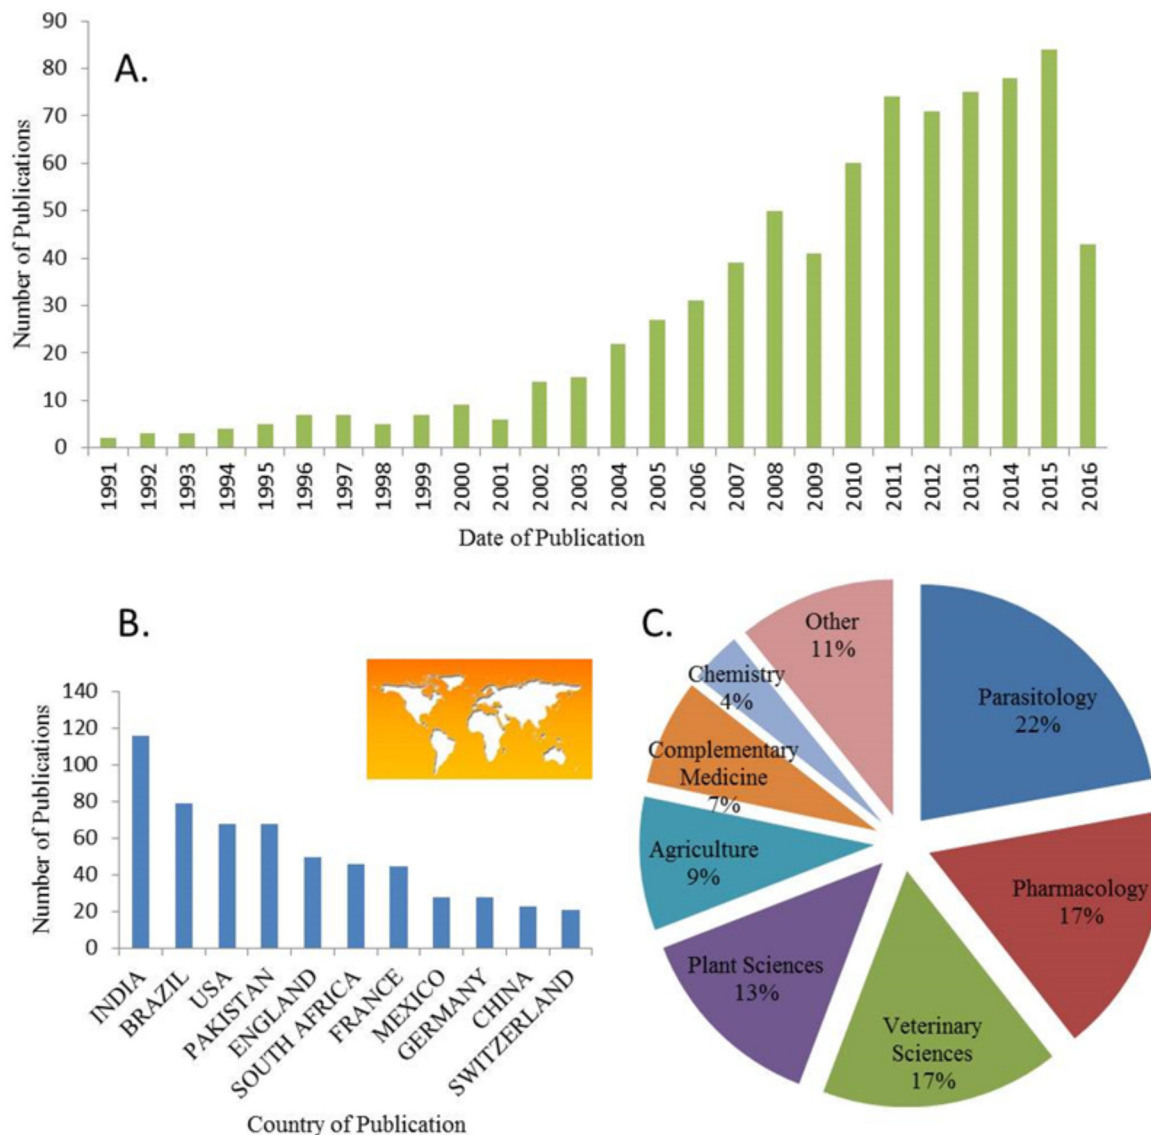 A.
Number of Publications
90
80
70
60
50
40
30
20
10
0
1991
1992
1993
1994
1995
1996
1997
1998
1999
2000
2001
2002
2003
2004
2005
2006
2007
2008
2009
2010
2011
2012
2013
2014
2015
2016
Date of Publication
B.
Number of Publications
140
120
100
80
60
40
20
0
INDIA
BRAZIL
USA
PAKISTAN
ENGLAND
SOUTH AFRICA
FRANCE
MEXICO
GERMANY
CHINA
SWITZERLAND
Country of Publication
C.
Parasitology
22%
Pharmacology
17%
Veterinary
Sciences
17%
Plant Sciences
13%
Agriculture
9%
Complementary
Medicine
7%
Chemistry
4%
Other
11%